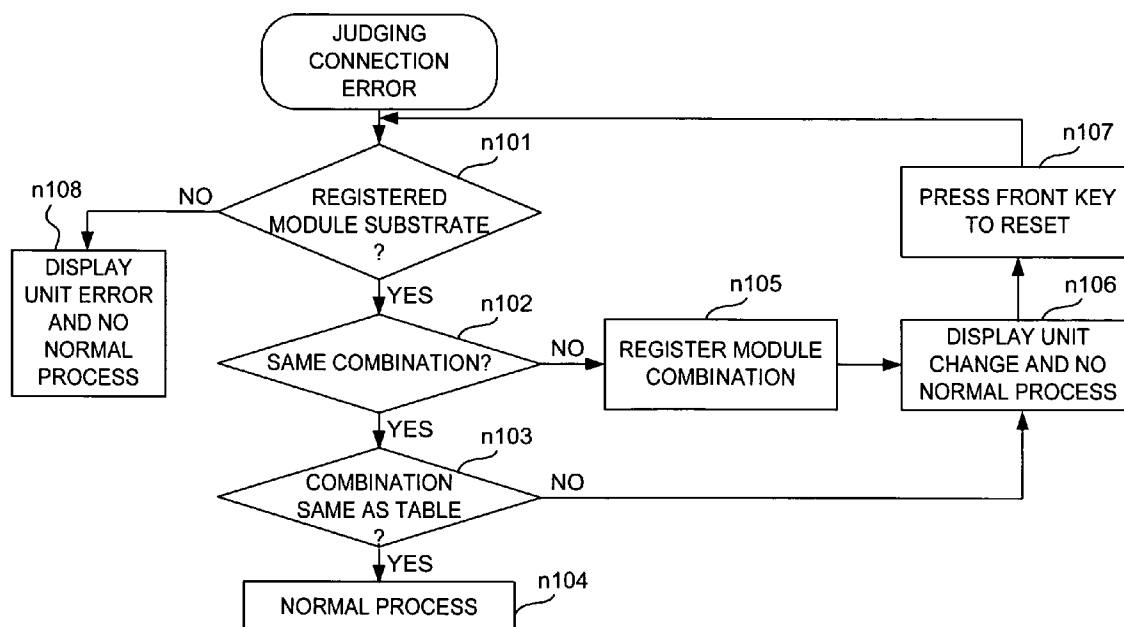 JUDGING
CONNECTION
ERROR
n101
REGISTERED
MODULE SUBSTRATE
?
NO
n108
DISPLAY
UNIT ERROR
AND NO
NORMAL
PROCESS
YES
n102
SAME COMBINATION?
NO
n105
REGISTER MODULE
COMBINATION
n107
PRESS FRONT KEY
TO RESET
n106
DISPLAY UNIT
CHANGE AND NO
NORMAL PROCESS
YES
n103
COMBINATION
SAME AS TABLE
?
NO
YES
n104
NORMAL PROCESS